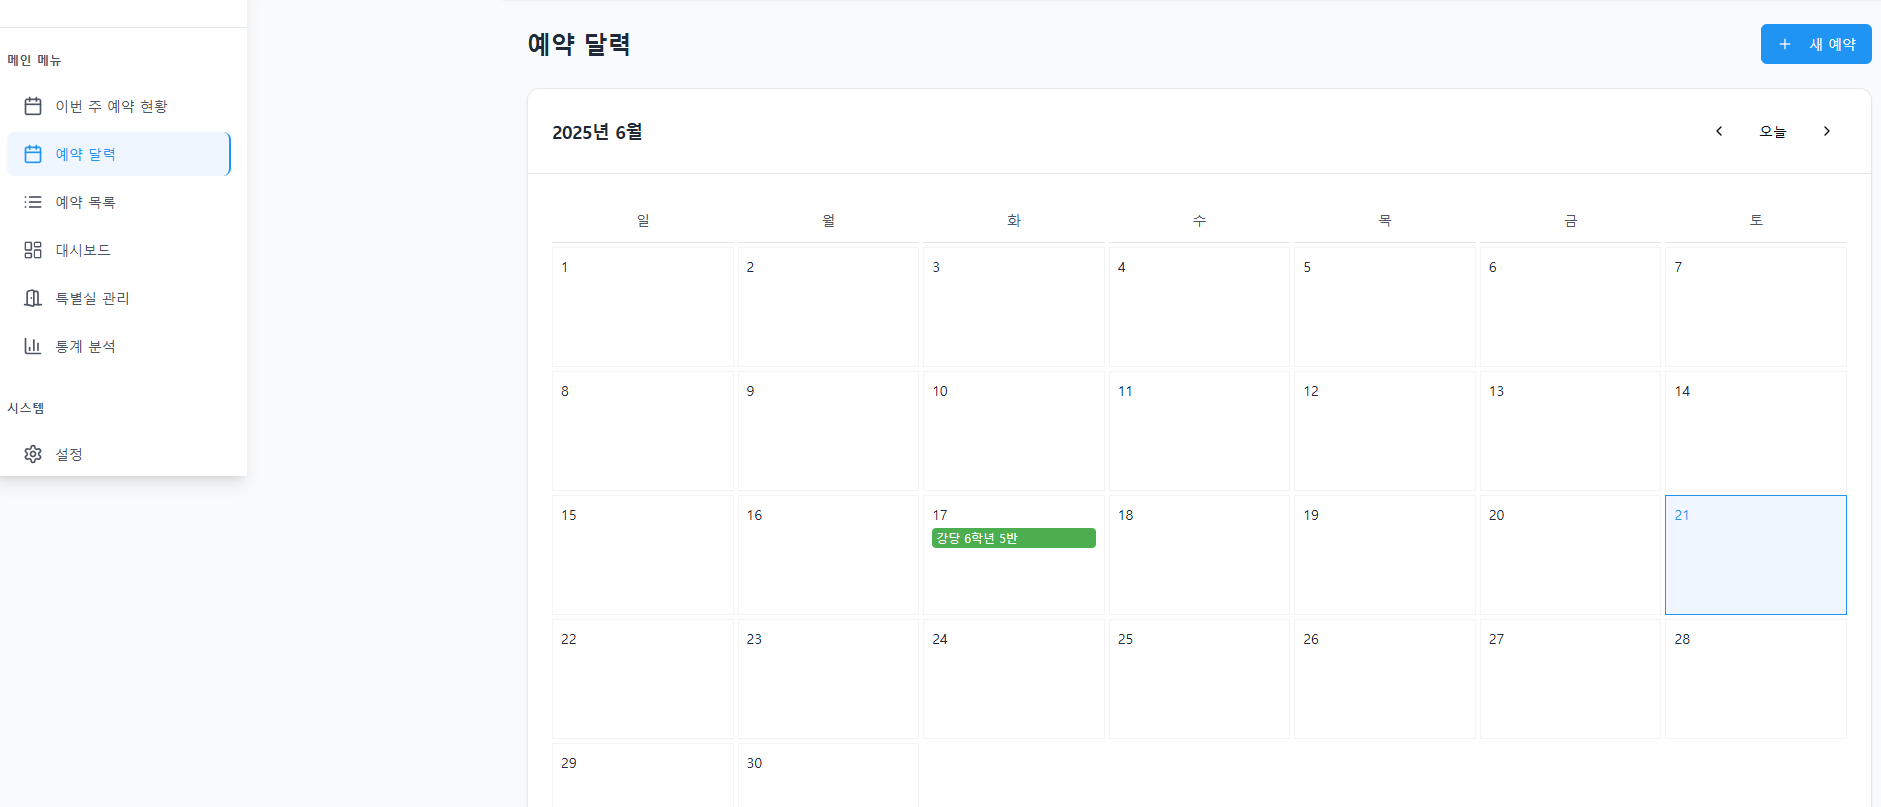 메인 메뉴
이번 주 예약 현황
예약 달력
예약 목록
대시보드
특별실 관리
통계 분석
시스템
설정
예약 달력
새 예약
2025년 6월
오늘
일 월 화 수 목 금 토
1 2 3 4 5 6 7
8 9 10 11 12 13 14
15 16 17 18 19 20 21
강당 6학년 5반
22 23 24 25 26 27 28
29 30